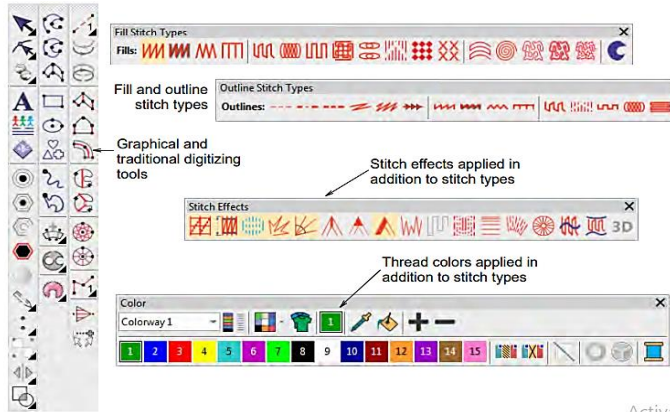 Fill Stitch Types
Fills:
Fill and outline
stitch types
Outline Stitch Types
Outlines:
A
Graphical and
traditional digitizing
tools
Stitch effects applied in
addition to stitch types
Stitch Effects
3D
Thread colors applied in
addition to stitch types
Color
Colorway 1
1
1 2 3 4 5 6 7 8 9 10 11 12 13 14 15
Activ